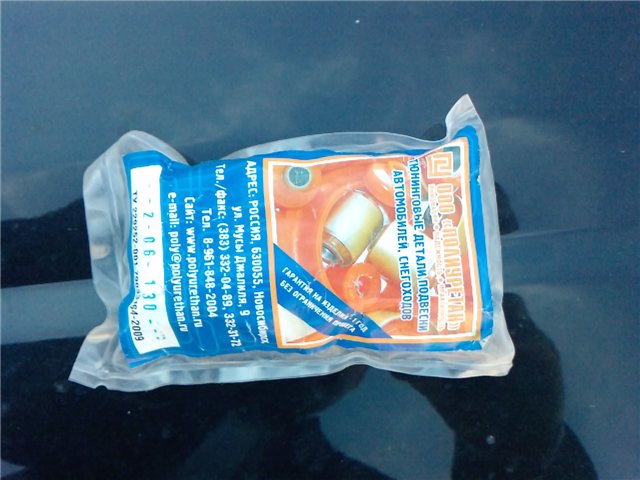 ООО «ПОЛИУРЕТАН»
ТЮНИНГОВЫЕ ДЕТАЛИ ПОДВЕСКИ
АВТОМОБИЛЕЙ, СНЕГОХОДОВ
ГАРАНТИЯ НА ИЗДЕЛИЯ 1 ГОД
БЕЗ ОГРАНИЧЕНИЯ ПРОБЕГА
АДРЕС: РОССИЯ, 630055, Новосибирск
ул. Мусы Джалиля, 9
Тел./факс: (383) 332-04-89, 332-31-72
Тел. 8-961-848-2004
Сайт: www.polyurethan.ru
e-mail: poly@polyurethan.ru
2-06-130-